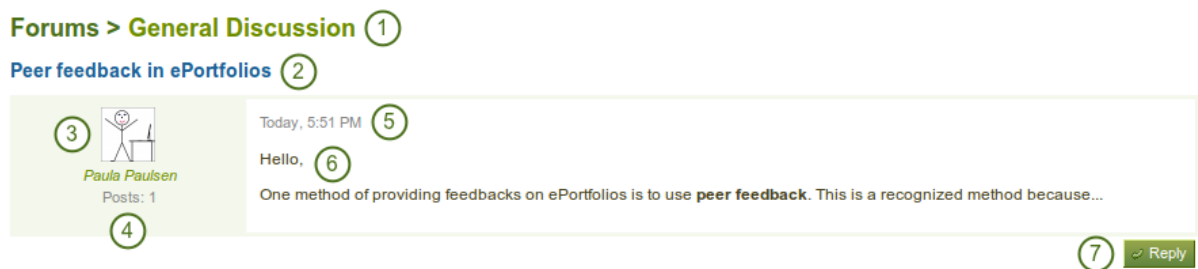 Forums > General Discussion 1
Peer feedback in ePortfolios 2
3
Paula Paulsen
Posts: 1
4
Today, 5:51 PM 5
Hello, 6
One method of providing feedbacks on ePortfolios is to use peer feedback. This is a recognized method because...
7 Reply